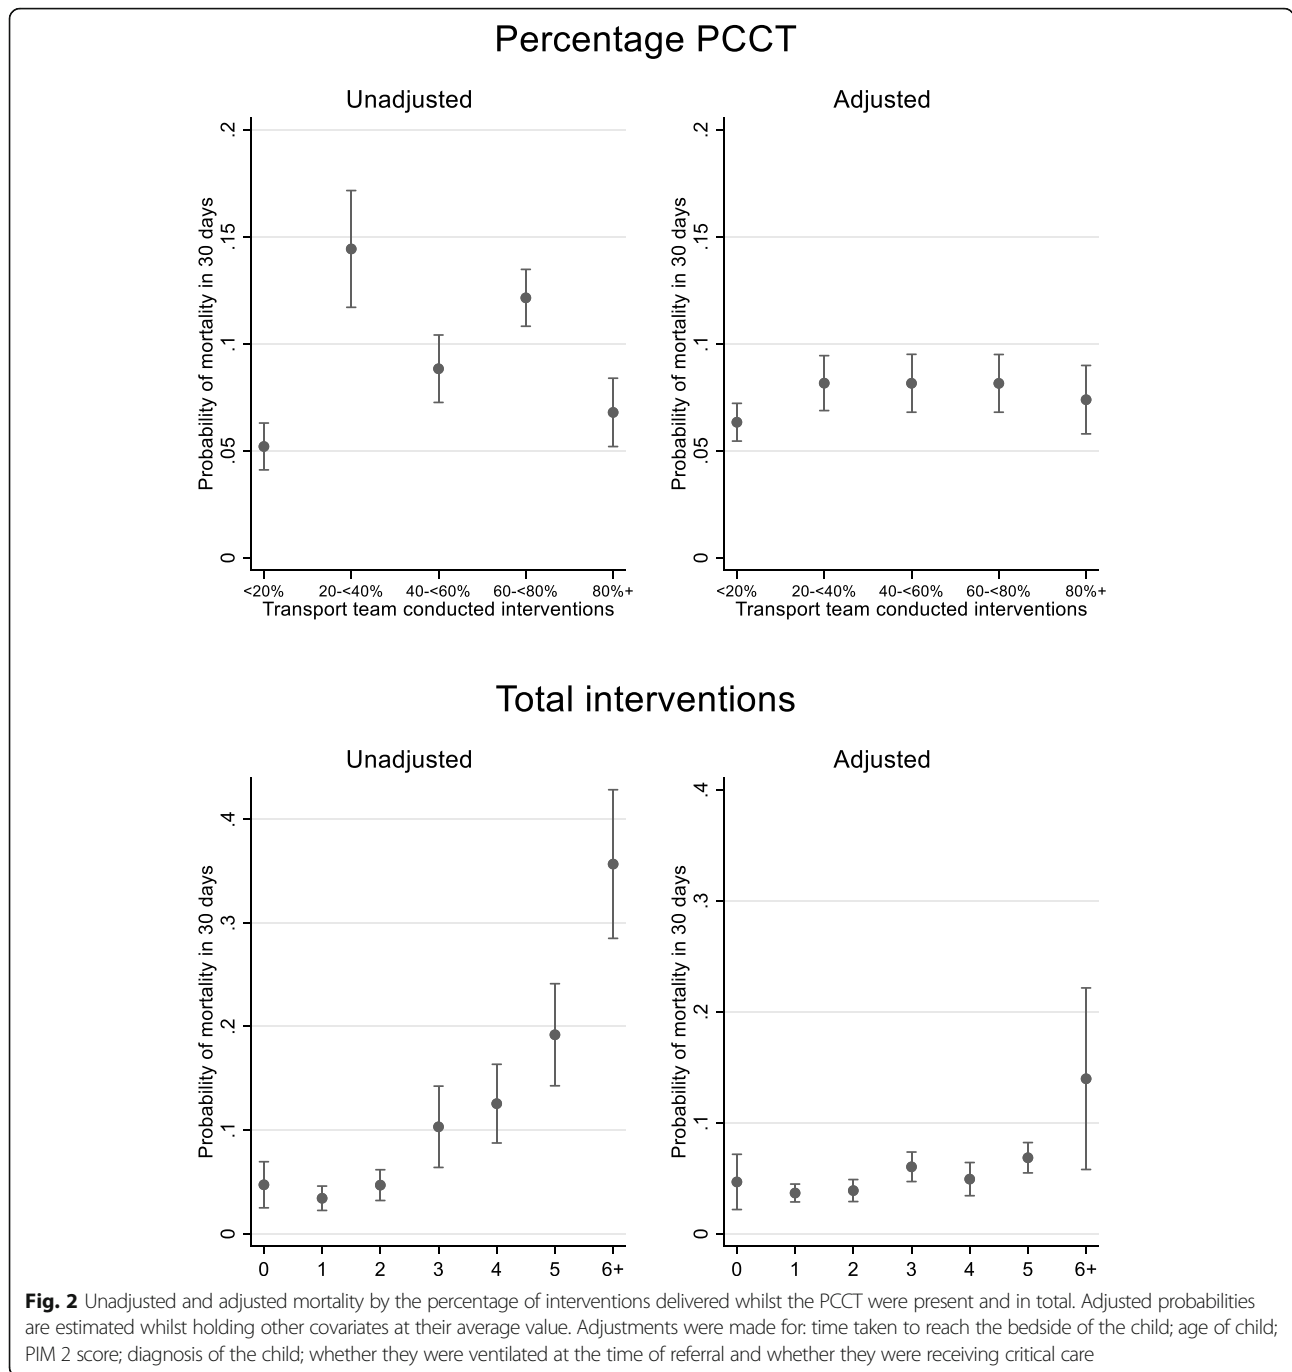 Percentage PCCT
Unadjusted
Probability of mortality in 30 days
.2
.15
.1
.05
0
<20% 20-<40% 40-<60% 60-<80% 80%+
Transport team conducted interventions
Adjusted
Probability of mortality in 30 days
.2
.15
.1
.05
0
<20% 20-<40% 40-<60% 60-<80% 80%+
Transport team conducted interventions
Total interventions
Unadjusted
Probability of mortality in 30 days
.4
.3
.2
.1
0
0 1 2 3 4 5 6+
Adjusted
Probability of mortality in 30 days
.4
.3
.2
.1
0
0 1 2 3 4 5 6+
Fig. 2 Unadjusted and adjusted mortality by the percentage of interventions delivered whilst the PCCT were present and in total. Adjusted probabilities
are estimated whilst holding other covariates at their average value. Adjustments were made for: time taken to reach the bedside of the child; age of child;
PIM 2 score; diagnosis of the child; whether they were ventilated at the time of referral and whether they were receiving critical care